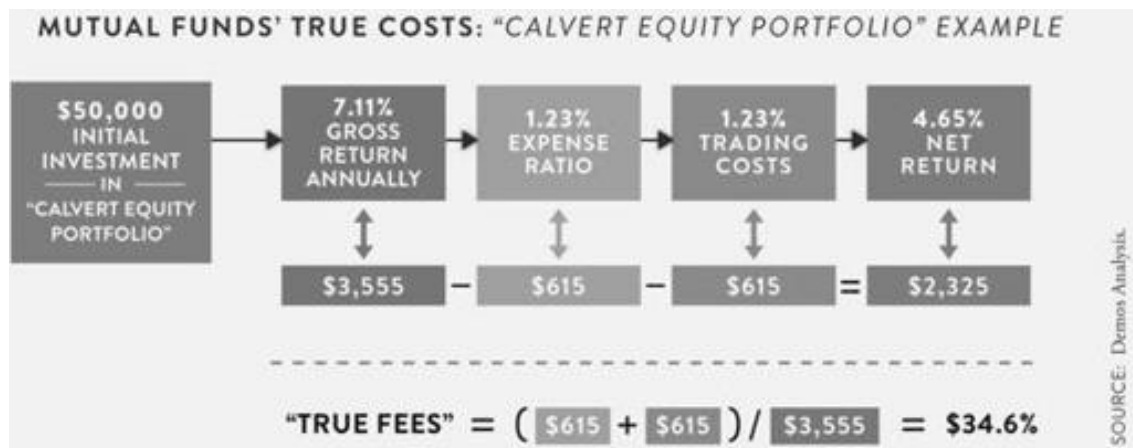 MUTUAL FUNDS' TRUE COSTS: "CALVERT EQUITY PORTFOLIO" EXAMPLE
$50,000
INITIAL
INVESTMENT
IN
"CALVERT EQUITY
PORTFOLIO"
7.11%
GROSS
RETURN
ANNUALLY
1.23%
EXPENSE
RATIO
1.23%
TRADING
COSTS
4.65%
NET
RETURN
$3,555 – $615 – $615 = $2,325
"TRUE FEES" = ( $615 + $615 ) / $3,555 = $34.6%
SOURCE: Demos Analysis.